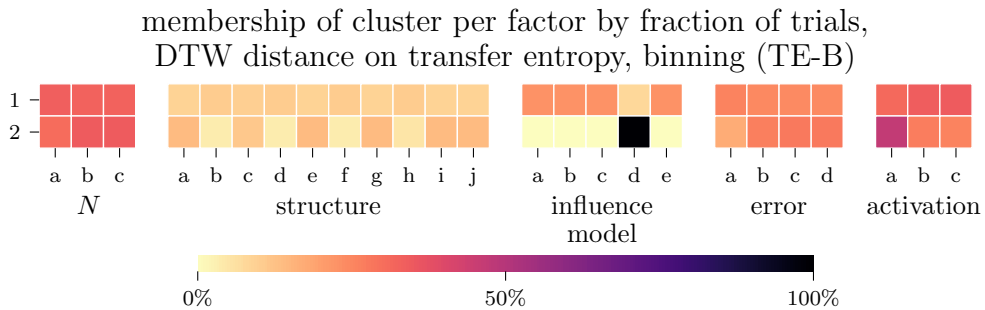 membership of cluster per factor by fraction of trials,
DTW distance on transfer entropy, binning (TE-B)
1
2
a b c a b c d e f g h i j a b c d e a b c d a b c
N structure influence model error activation
0% 50% 100%